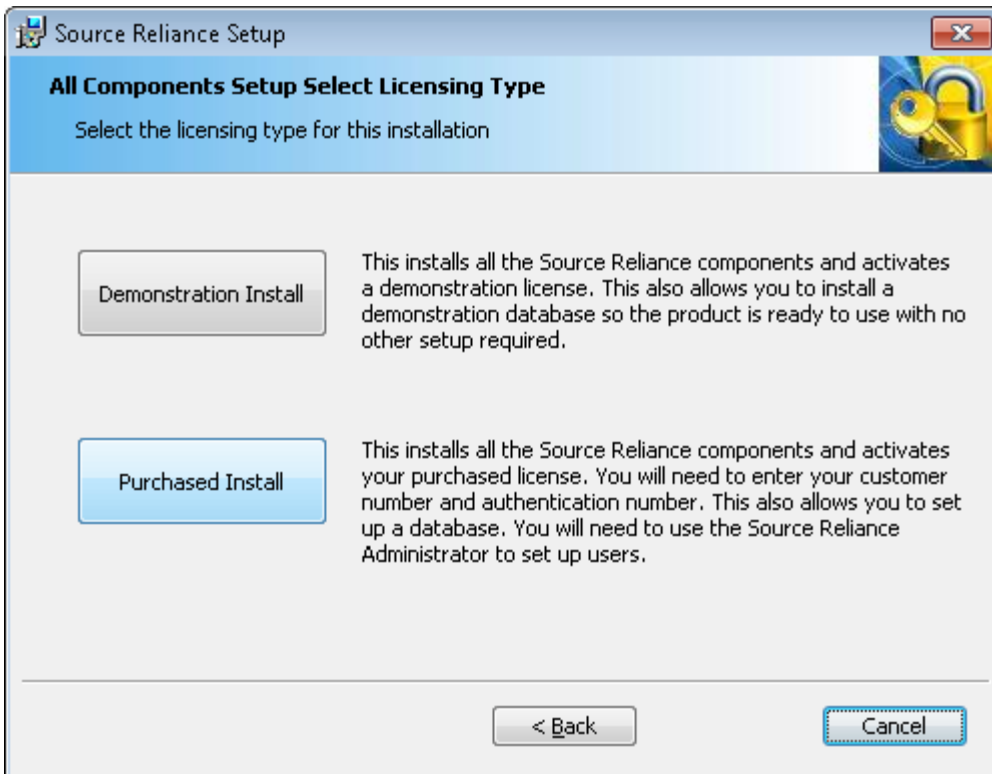 Source Reliance Setup
All Components Setup Select Licensing Type
Select the licensing type for this installation
Demonstration Install
This installs all the Source Reliance components and activates
a demonstration license. This also allows you to install a
demonstration database so the product is ready to use with no
other setup required.
Purchased Install
This installs all the Source Reliance components and activates
your purchased license. You will need to enter your customer
number and authentication number. This also allows you to set
up a database. You will need to use the Source Reliance
Administrator to set up users.
< Back
Cancel